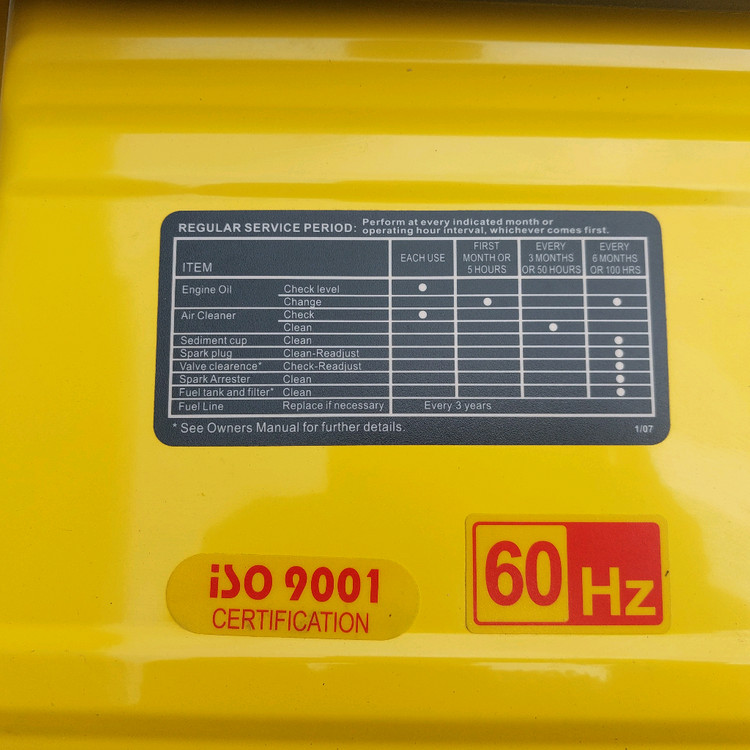 REGULAR SERVICE PERIOD: Perform at every indicated month or
operating hour interval, whichever comes first.
ITEM EACH USE FIRST MONTH OR 5 HOURS EVERY 3 MONTHS OR 50 HOURS EVERY 6 MONTHS OR 100 HRS
Engine Oil Check level ●
Change ● ●
Air Cleaner Check ●
Clean ●
Sediment cup Clean ●
Spark plug Clean-Readjust ●
Valve clearence* Check-Readjust ●
Spark Arrester Clean ●
Fuel tank and filter* Clean ●
Fuel Line Replace if necessary Every 3 years
* See Owners Manual for further details. 1/07
iSO 9001
CERTIFICATION
60 Hz